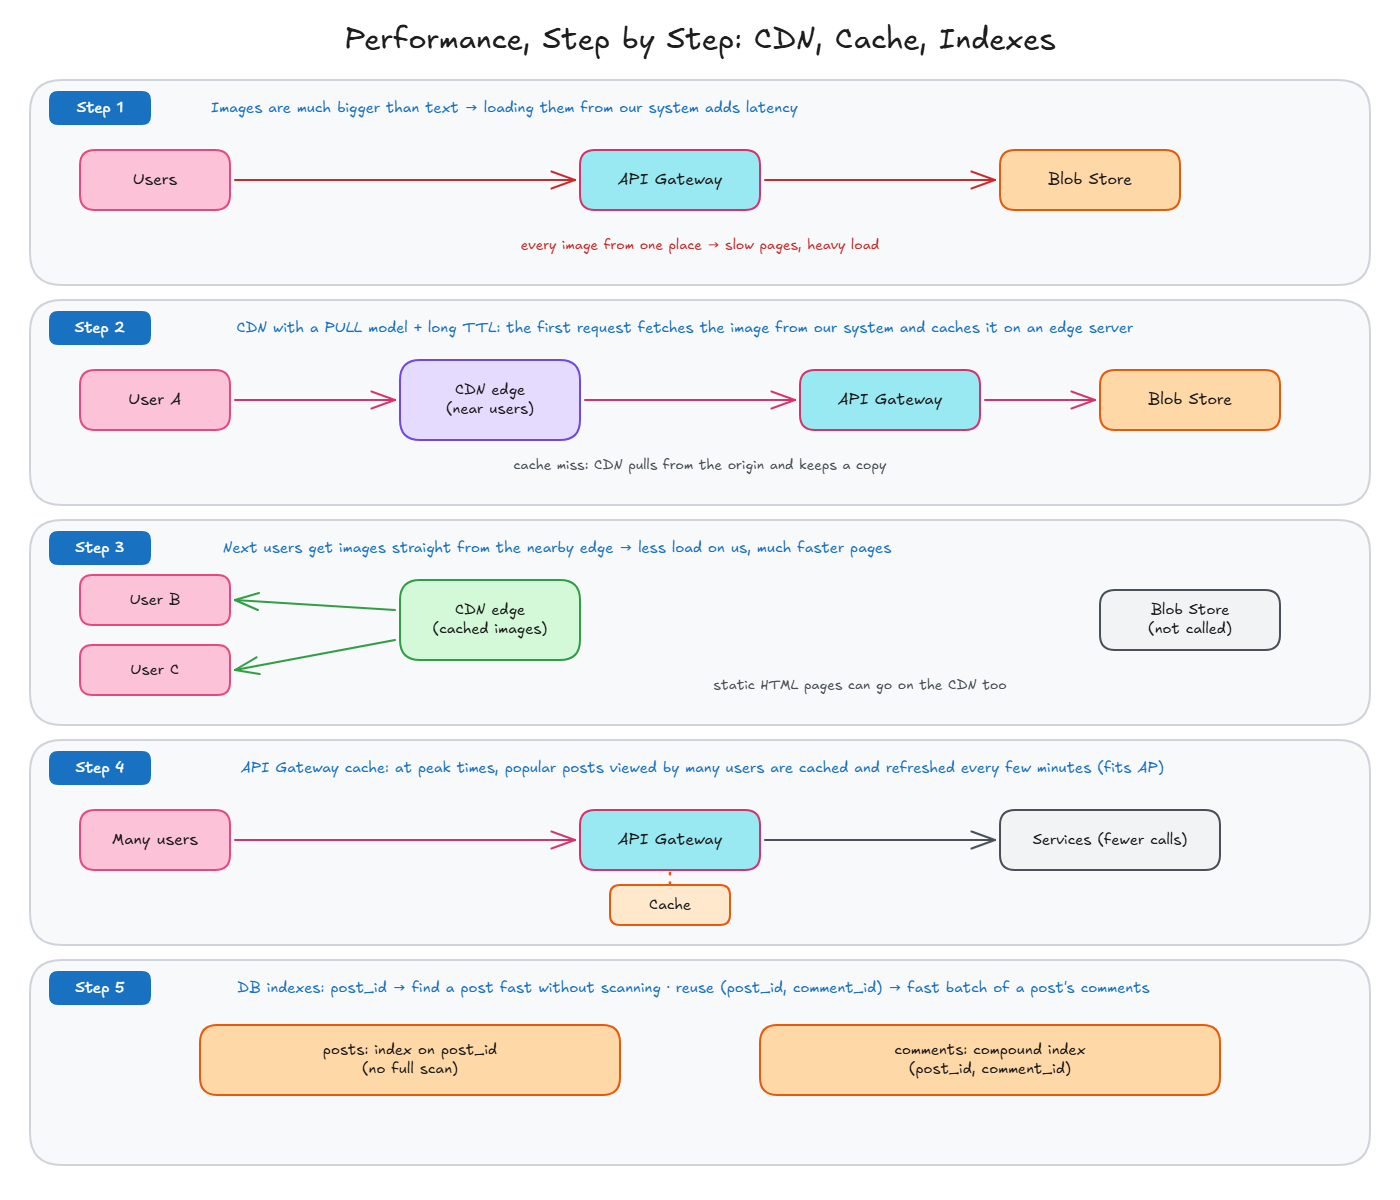 Performance, Step by Step: CDN, Cache, Indexes
Step 1
Images are much bigger than text → loading them from our system adds latency
Users
API Gateway
Blob Store
every image from one place → slow pages, heavy load
Step 2
CDN with a PULL model + long TTL: the first request fetches the image from our system and caches it on an edge server
User A
CDN edge
(near users)
API Gateway
Blob Store
cache miss: CDN pulls from the origin and keeps a copy
Step 3
Next users get images straight from the nearby edge → less load on us, much faster pages
User B
User C
CDN edge
(cached images)
Blob Store
(not called)
static HTML pages can go on the CDN too
Step 4
API Gateway cache: at peak times, popular posts viewed by many users are cached and refreshed every few minutes (fits AP)
Many users
API Gateway
Services (fewer calls)
Cache
Step 5
DB indexes: post_id → find a post fast without scanning · reuse (post_id, comment_id) → fast batch of a post's comments
posts: index on post_id
(no full scan)
comments: compound index
(post_id, comment_id)